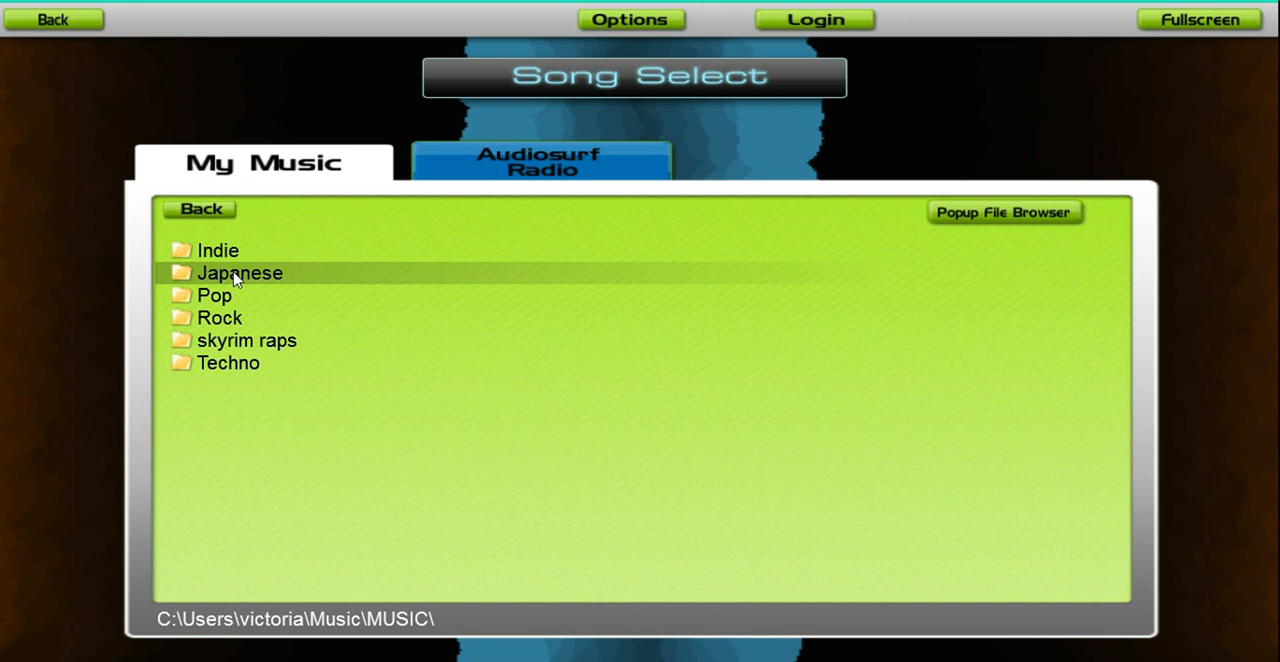 Back
Options
Login
Fullscreen
Song Select
My Music
Audiosurf
Radio
Back
Popup File Browser
Indie
Japanese
Pop
Rock
skyrim raps
Techno
C:\Users\victoria\Music\MUSIC\